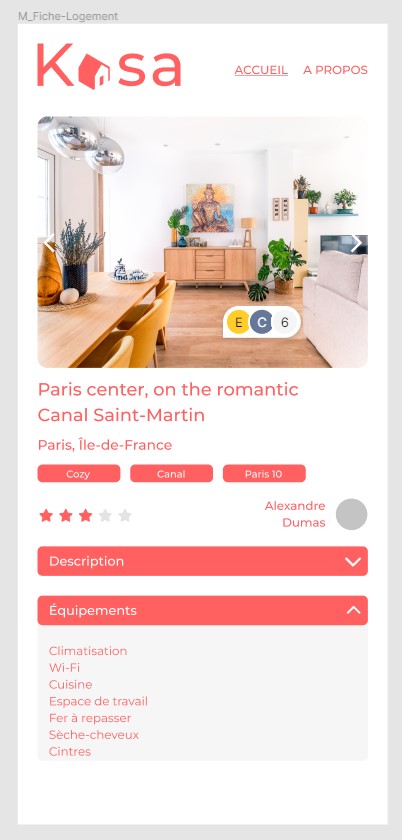 M_Fiche-Logement
Kasa
ACCUEIL A PROPOS
E C 6
Paris center, on the romantic
Canal Saint-Martin
Paris, Île-de-France
Cozy Canal Paris 10
Alexandre
Dumas
Description
Équipements
Climatisation
Wi-Fi
Cuisine
Espace de travail
Fer à repasser
Sèche-cheveux
Cintres